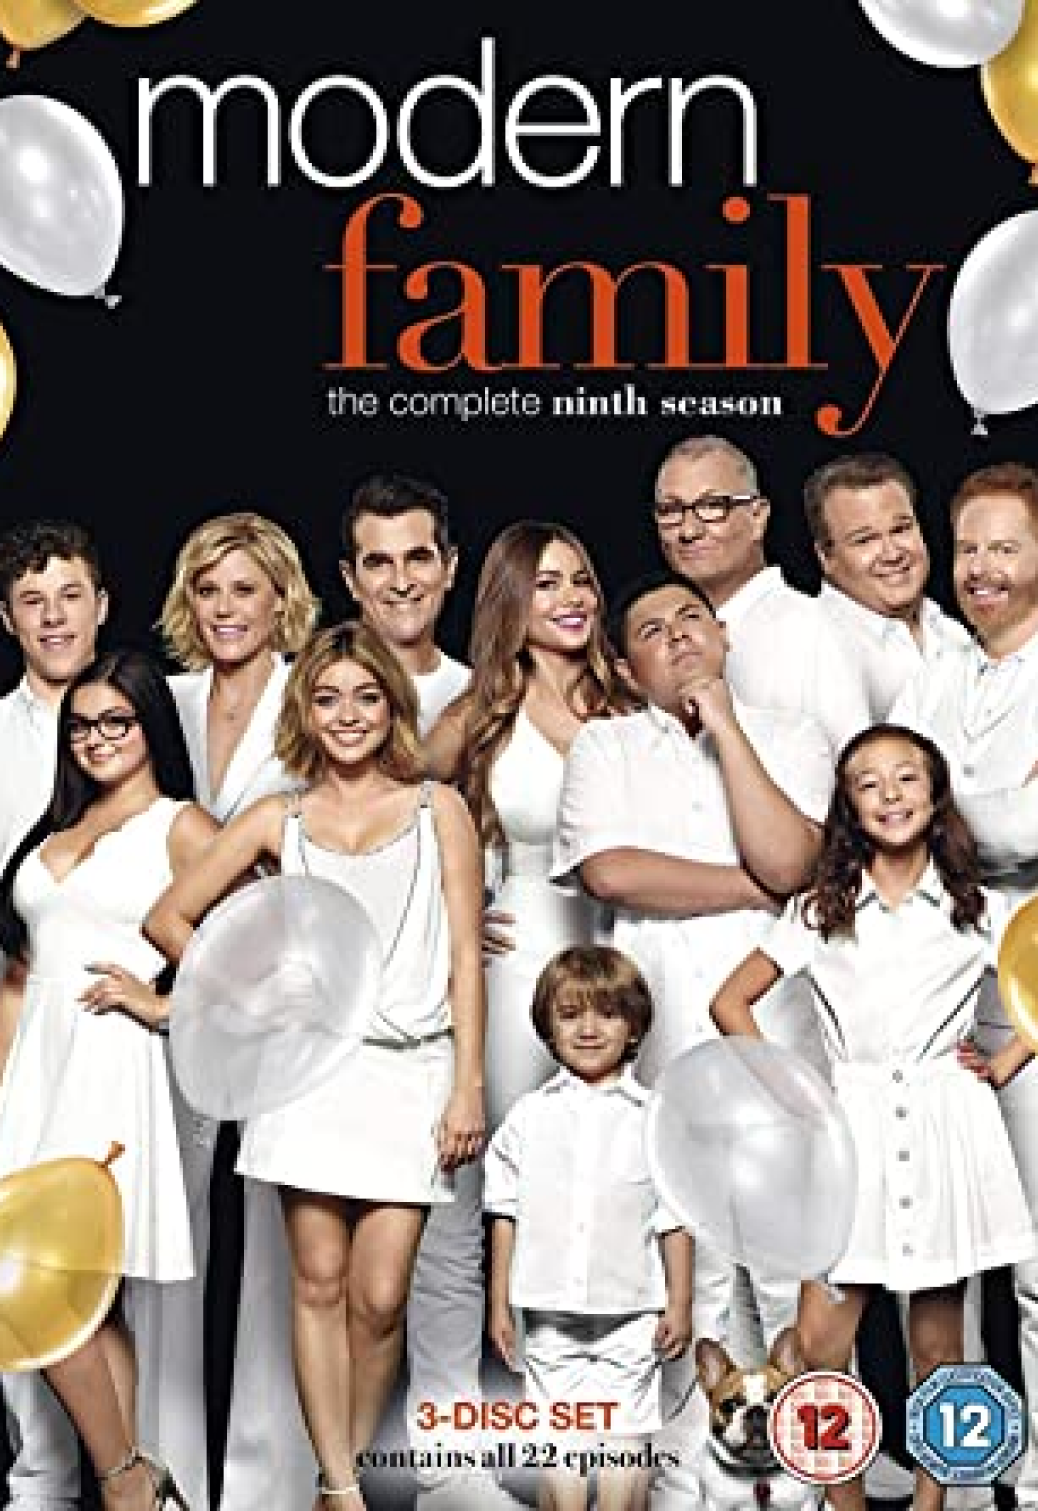 modern
family
the complete ninth season
3-DISC SET
contains all 22 episodes
12
12